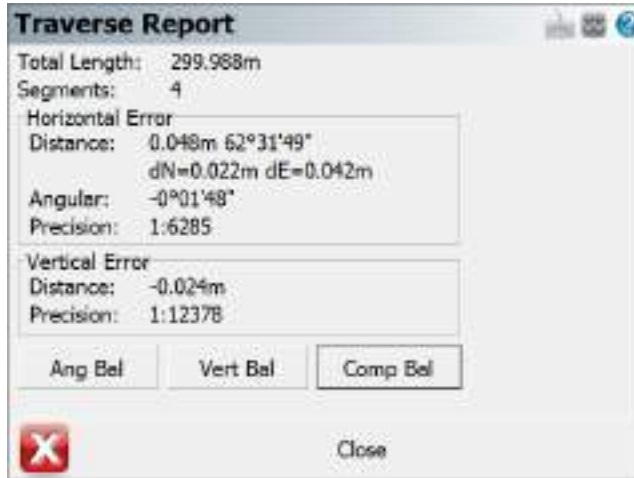 Traverse Report
Total Length: 299.988m
Segments: 4
Horizontal Error
Distance: 0.048m 62°31'49"
dN=0.022m dE=0.042m
Angular: -0°01'48"
Precision: 1:6285
Vertical Error
Distance: -0.024m
Precision: 1:12378
Ang Bal Vert Bal Comp Bal
Close